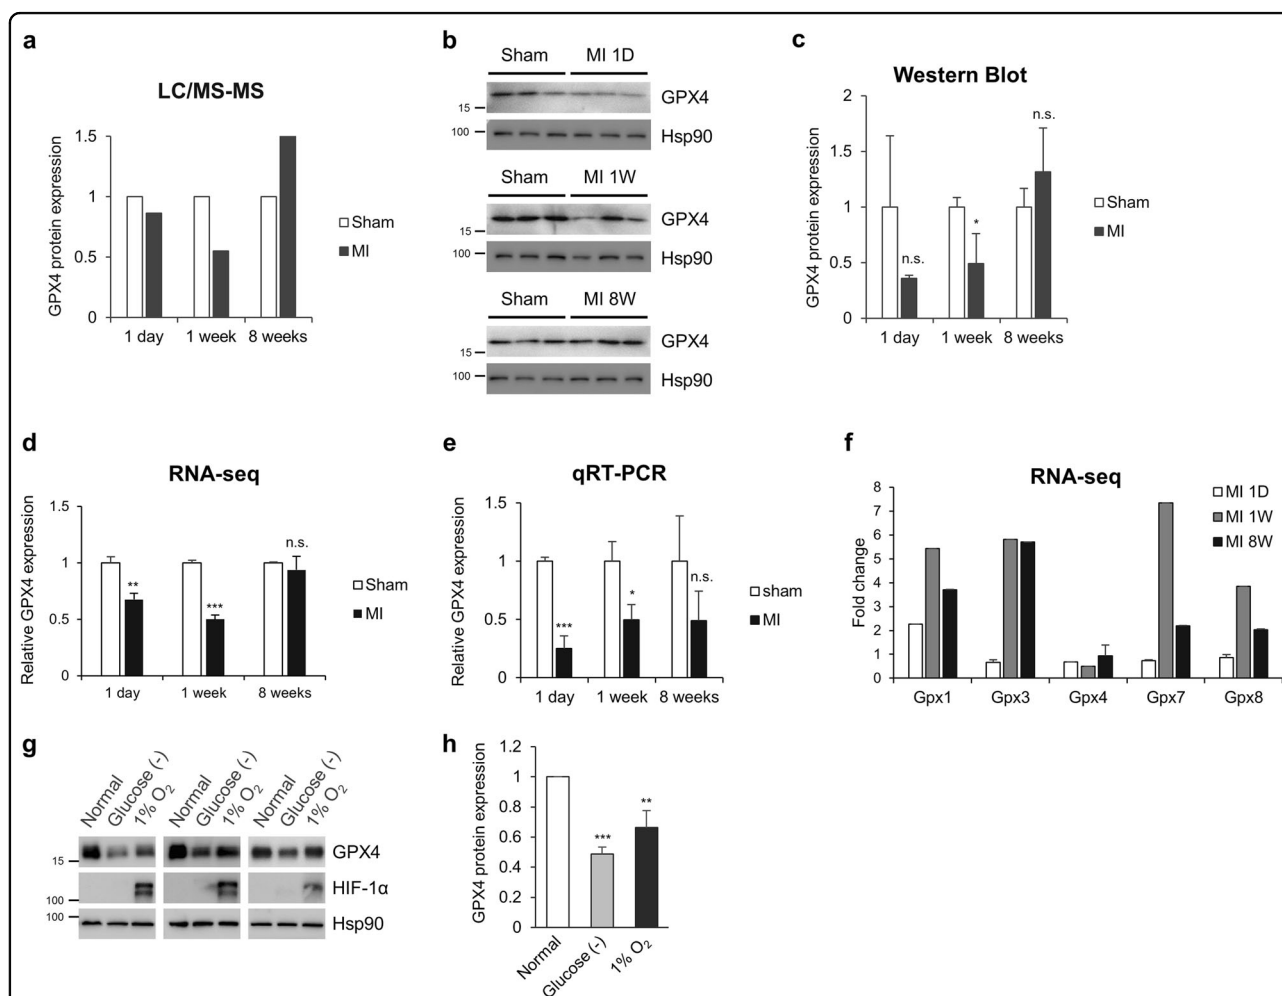 a
LC/MS-MS
GPX4 protein expression
1.5
1
0.5
0
1 day
1 week
8 weeks
Sham
MI
b
Sham
MI 1D
GPX4
15
100
Hsp90
Sham
MI 1W
GPX4
15
100
Hsp90
Sham
MI 8W
GPX4
15
100
Hsp90
c
Western Blot
GPX4 protein expression
2
1.5
1
0.5
0
n.s.
*
n.s.
1 day
1 week
8 weeks
Sham
MI
d
RNA-seq
Relative GPX4 expression
1.5
1
0.5
0
**
***
n.s.
1 day
1 week
8 weeks
Sham
MI
e
qRT-PCR
Relative GPX4 expression
1.5
1
0.5
0
***
*
n.s.
1 day
1 week
8 weeks
sham
MI
f
RNA-seq
Fold change
8
7
6
5
4
3
2
1
0
Gpx1
Gpx3
Gpx4
Gpx7
Gpx8
MI 1D
MI 1W
MI 8W
g
Normal
Glucose (-)
1% O2
Normal
Glucose (-)
1% O2
Normal
Glucose (-)
1% O2
GPX4
15
HIF-1α
100
100
Hsp90
h
GPX4 protein expression
1.2
1
0.8
0.6
0.4
0.2
0
***
**
Normal
Glucose (-)
1% O2